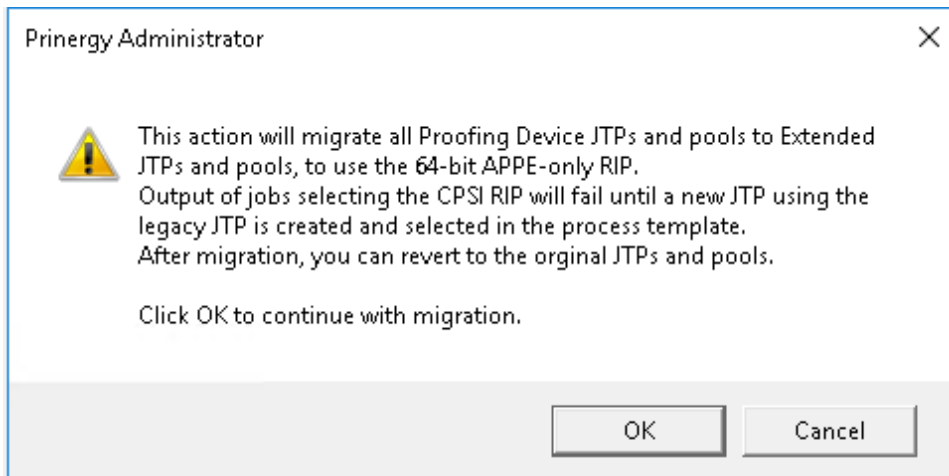 Prinergy Administrator
This action will migrate all Proofing Device JTPs and pools to Extended
JTPs and pools, to use the 64-bit APPE-only RIP.
Output of jobs selecting the CPSI RIP will fail until a new JTP using the
legacy JTP is created and selected in the process template.
After migration, you can revert to the orginal JTPs and pools.
Click OK to continue with migration.
OK
Cancel